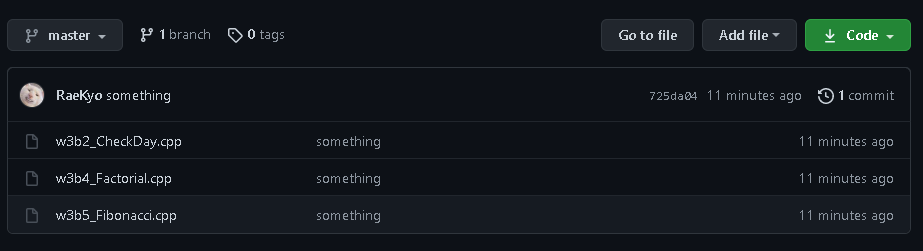 master 1 branch 0 tags Go to file Add file Code
RaeKyo something 725da04 11 minutes ago 1 commit
w3b2_CheckDay.cpp something 11 minutes ago
w3b4_Factorial.cpp something 11 minutes ago
w3b5_Fibonacci.cpp something 11 minutes ago